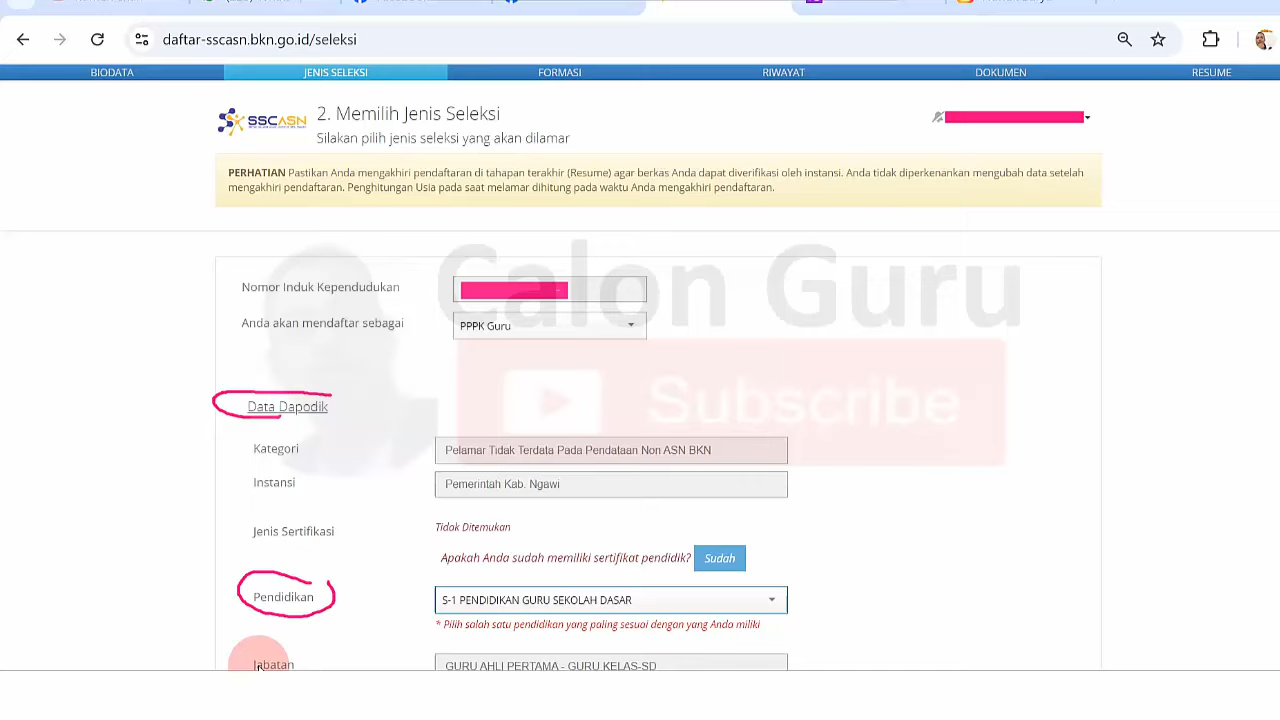 daftar-sscasn.bkn.go.id/seleksi
BIODATA JENIS SELEKSI FORMASI RIWAYAT DOKUMEN RESUME
SSCASN
2. Memilih Jenis Seleksi
Silakan pilih jenis seleksi yang akan dilamar
PERHATIAN Pastikan Anda mengakhiri pendaftaran di tahapan terakhir (Resume) agar berkas Anda dapat diverifikasi oleh instansi. Anda tidak diperkenankan mengubah data setelah
mengakhiri pendaftaran. Penghitungan Usia pada saat melamar dihitung pada waktu Anda mengakhiri pendaftaran.
Calon Guru
Nomor Induk Kependudukan
Anda akan mendaftar sebagai PPPK Guru
Subscribe
Data Dapodik
Kategori Pelamar Tidak Terdata Pada Pendataan Non ASN BKN
Instansi Pemerintah Kab. Ngawi
Jenis Sertifikasi Tidak Ditemukan
Apakah Anda sudah memiliki sertifikat pendidik? Sudah
Pendidikan S-1 PENDIDIKAN GURU SEKOLAH DASAR
* Pilih salah satu pendidikan yang paling sesuai dengan yang Anda miliki
Jabatan GURU AHLI PERTAMA - GURU KELAS-SD